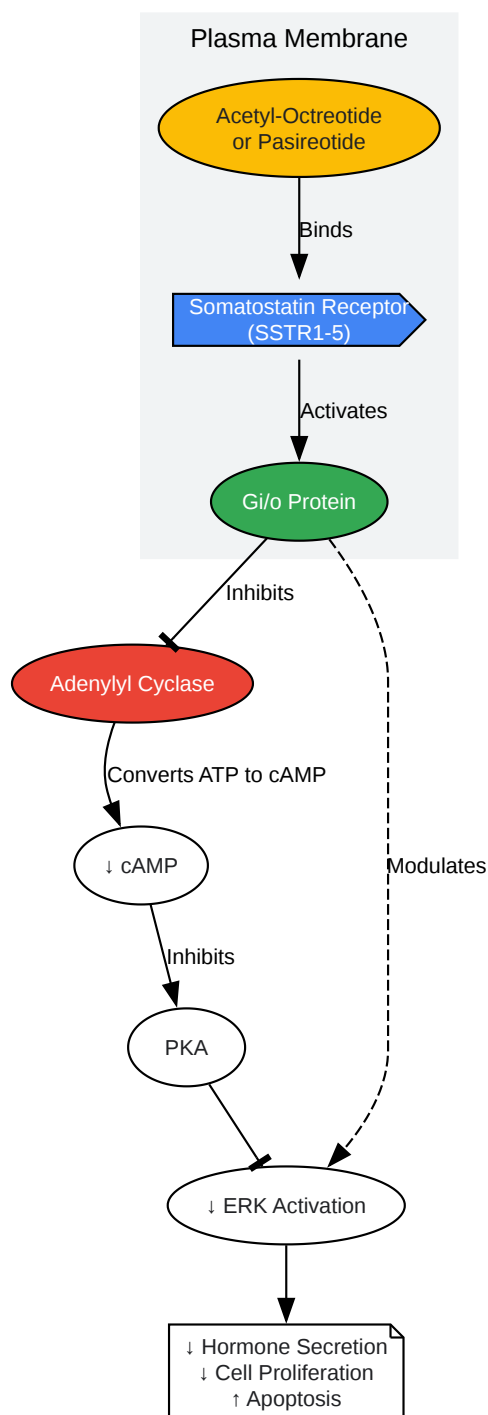 Plasma Membrane
Acetyl-Octreotide
or Pasireotide
Binds
Somatostatin Receptor
(SSTR1-5)
Activates
Gi/o Protein
Inhibits
Adenylyl Cyclase
Converts ATP to cAMP
↓ cAMP
Modulates
Inhibits
PKA
↓ ERK Activation
↓ Hormone Secretion
↓ Cell Proliferation
↑ Apoptosis